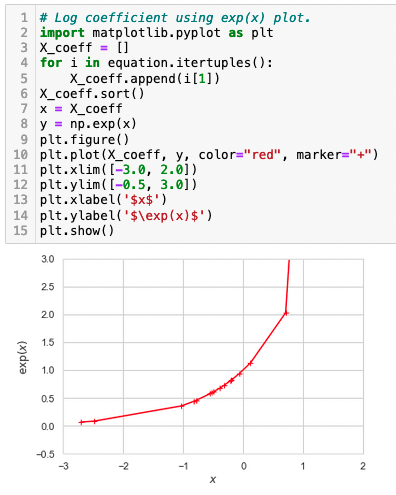 1 # Log coefficient using exp(x) plot.
2 import matplotlib.pyplot as plt
3 X_coeff = []
4 for i in equation.itertuples():
5     X_coeff.append(i[1])
6 X_coeff.sort()
7 x = X_coeff
8 y = np.exp(x)
9 plt.figure()
10 plt.plot(X_coeff, y, color="red", marker="+")
11 plt.xlim([-3.0, 2.0])
12 plt.ylim([-0.5, 3.0])
13 plt.xlabel('$x$')
14 plt.ylabel('$\exp(x)$')
15 plt.show()
3.0
2.5
2.0
1.5
1.0
0.5
0.0
−0.5
exp(x)
−3 −2 −1 0 1 2
x